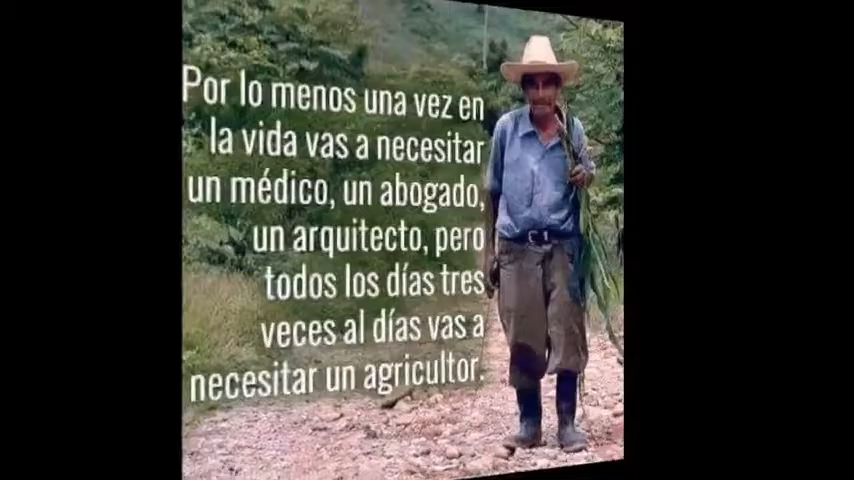 Por lo menos una vez en
la vida vas a necesitar
un médico, un abogado,
un arquitecto, pero
todos los días tres
veces al días vas a
necesitar un agricultor.